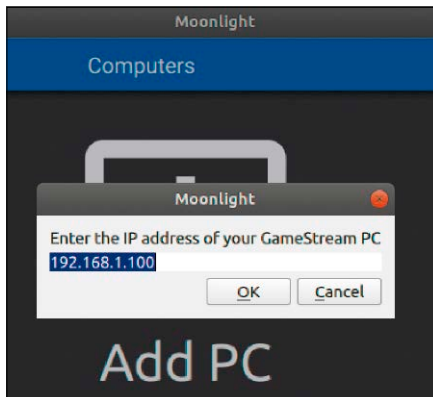 Moonlight
Computers
Moonlight
Enter the IP address of your GameStream PC
192.168.1.100
OK
Cancel
Add PC